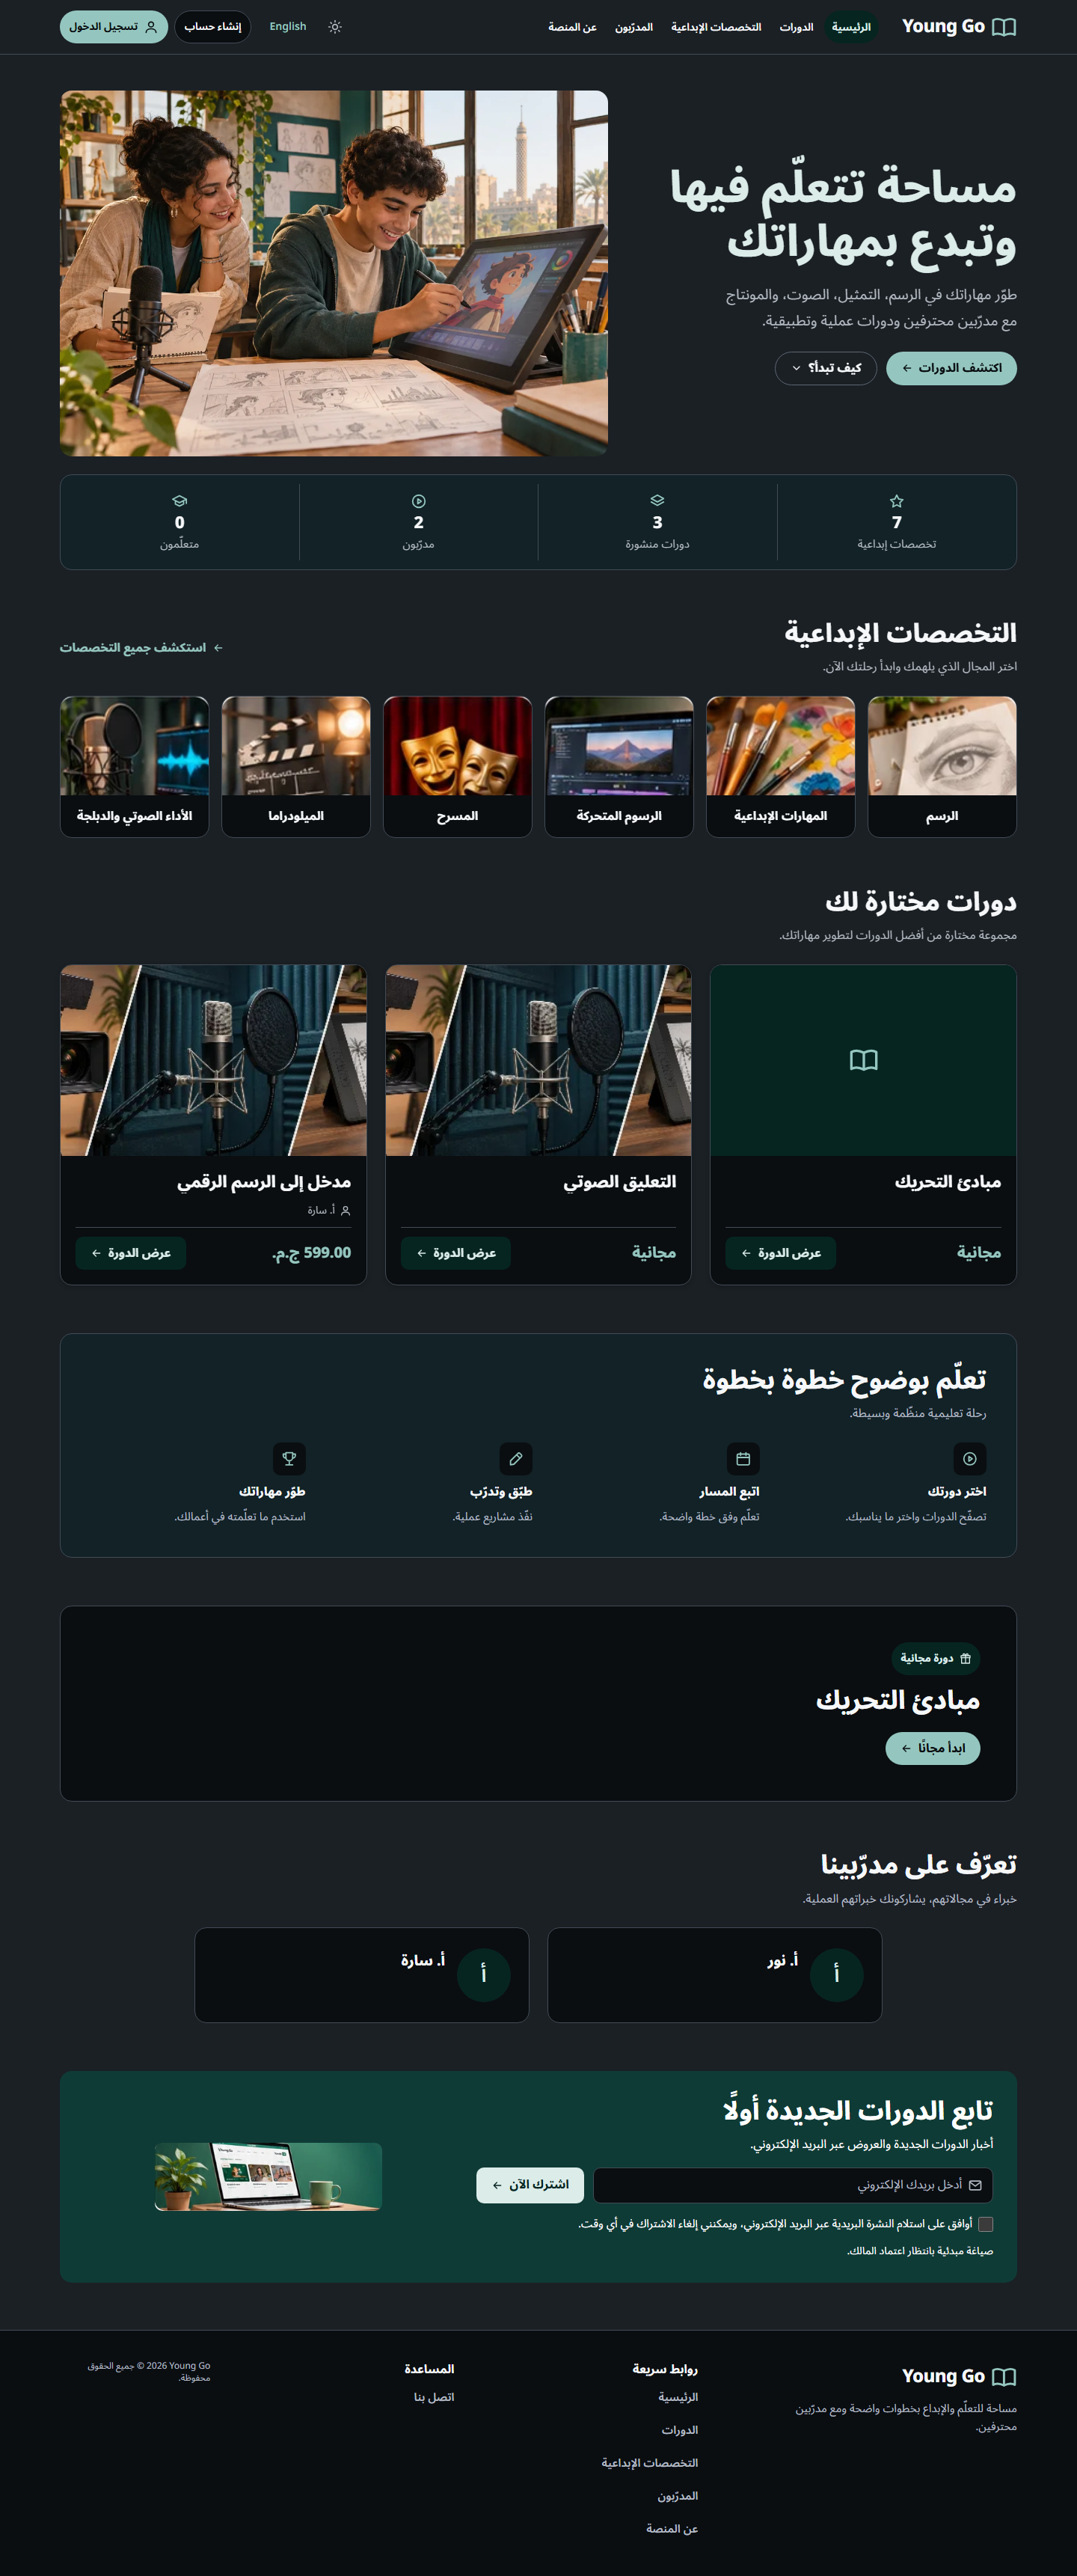 Young Go
الرئيسية
الدورات
التخصصات الإبداعية
المدرّبون
عن المنصة
English
إنشاء حساب
تسجيل الدخول
مساحة تتعلّم فيها
وتبدع بمهاراتك
طوّر مهاراتك في الرسم، التمثيل، الصوت، والمونتاج
مع مدرّبين محترفين ودورات عملية وتطبيقية.
اكتشف الدورات
كيف تبدأ؟
7
تخصصات إبداعية
3
دورات منشورة
2
مدرّبون
0
متعلّمون
التخصصات الإبداعية
اختر المجال الذي يلهمك وابدأ رحلتك الآن.
استكشف جميع التخصصات
الرسم
المهارات الإبداعية
الرسوم المتحركة
المسرح
الميلودراما
الأداء الصوتي والدبلجة
دورات مختارة لك
مجموعة مختارة من أفضل الدورات لتطوير مهاراتك.
مبادئ التحريك
مجانية
عرض الدورة
التعليق الصوتي
مجانية
عرض الدورة
مدخل إلى الرسم الرقمي
أ. سارة
599.00 ج.م.
عرض الدورة
تعلّم بوضوح خطوة بخطوة
رحلة تعليمية منظّمة وبسيطة.
اختر دورتك
تصفّح الدورات واختر ما يناسبك.
اتبع المسار
تعلّم وفق خطة واضحة.
طبّق وتدرّب
نفّذ مشاريع عملية.
طوّر مهاراتك
استخدم ما تعلّمته في أعمالك.
دورة مجانية
مبادئ التحريك
ابدأ مجانًا
تعرّف على مدرّبينا
خبراء في مجالاتهم، يشاركونك خبراتهم العملية.
أ
أ. نور
أ
أ. سارة
تابع الدورات الجديدة أولًا
أخبار الدورات الجديدة والعروض عبر البريد الإلكتروني.
أدخل بريدك الإلكتروني
اشترك الآن
أوافق على استلام النشرة البريدية عبر البريد الإلكتروني، ويمكنني إلغاء الاشتراك في أي وقت.
صياغة مبدئية بانتظار اعتماد المالك.
Young Go
مساحة للتعلّم والإبداع بخطوات واضحة ومع مدرّبين
محترفين.
روابط سريعة
الرئيسية
الدورات
التخصصات الإبداعية
المدرّبون
عن المنصة
المساعدة
اتصل بنا
Young Go 2026 © جميع الحقوق
محفوظة.